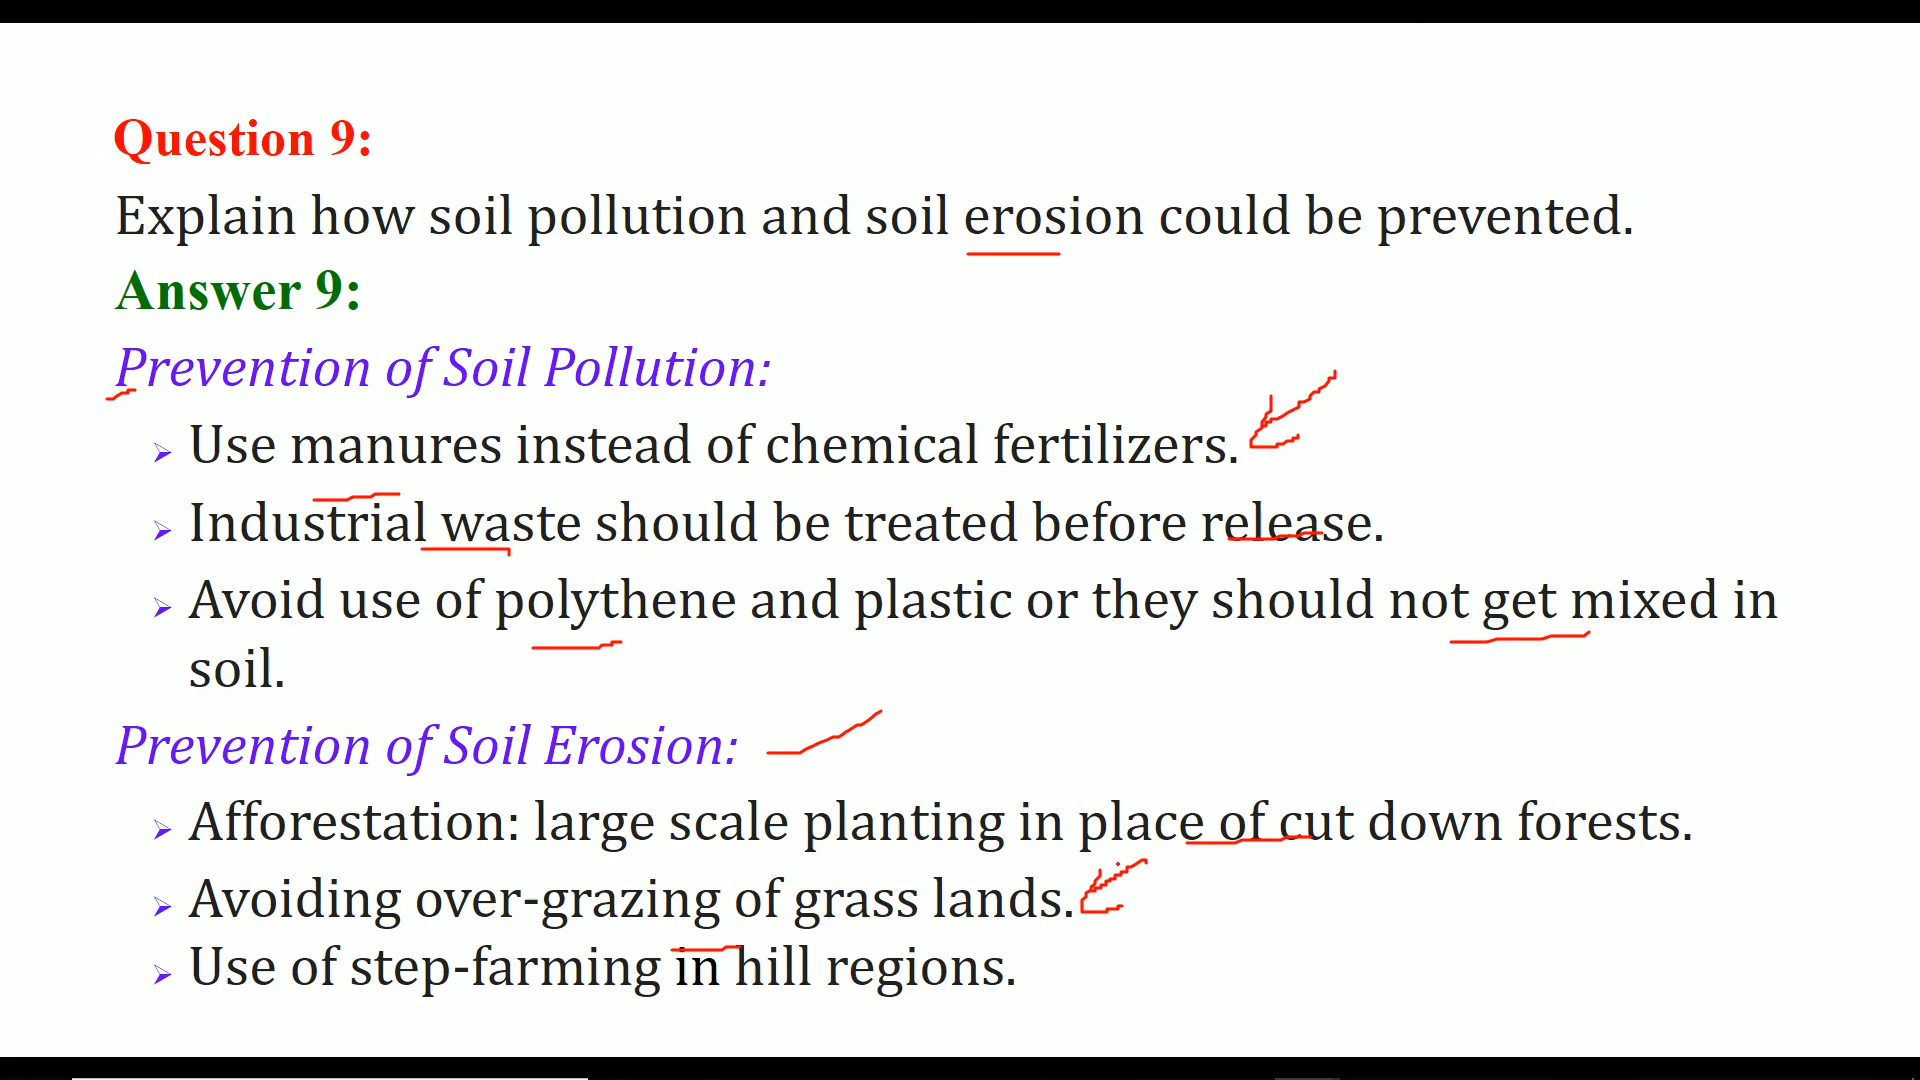 Question 9:
Explain how soil pollution and soil erosion could be prevented.
Answer 9:
Prevention of Soil Pollution:
➢ Use manures instead of chemical fertilizers.
➢ Industrial waste should be treated before release.
➢ Avoid use of polythene and plastic or they should not get mixed in
soil.
Prevention of Soil Erosion:
➢ Afforestation: large scale planting in place of cut down forests.
➢ Avoiding over-grazing of grass lands.
➢ Use of step-farming in hill regions.